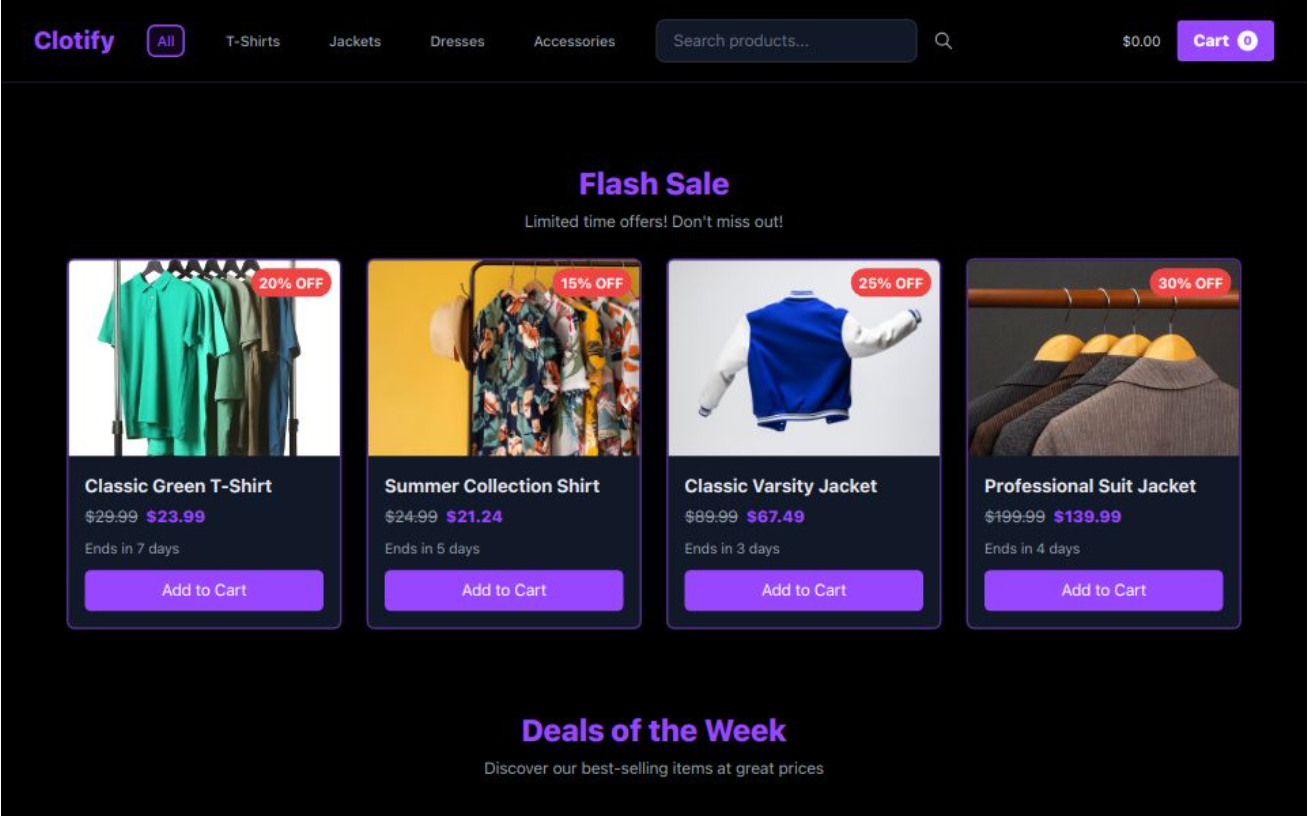 Clotify All T-Shirts Jackets Dresses Accessories Search products... $0.00 Cart 0
Flash Sale
Limited time offers! Don't miss out!
20% OFF
15% OFF
25% OFF
30% OFF
Classic Green T-Shirt
$29.99 $23.99
Ends in 7 days
Add to Cart
Summer Collection Shirt
$24.99 $21.24
Ends in 5 days
Add to Cart
Classic Varsity Jacket
$89.99 $67.49
Ends in 3 days
Add to Cart
Professional Suit Jacket
$199.99 $139.99
Ends in 4 days
Add to Cart
Deals of the Week
Discover our best-selling items at great prices